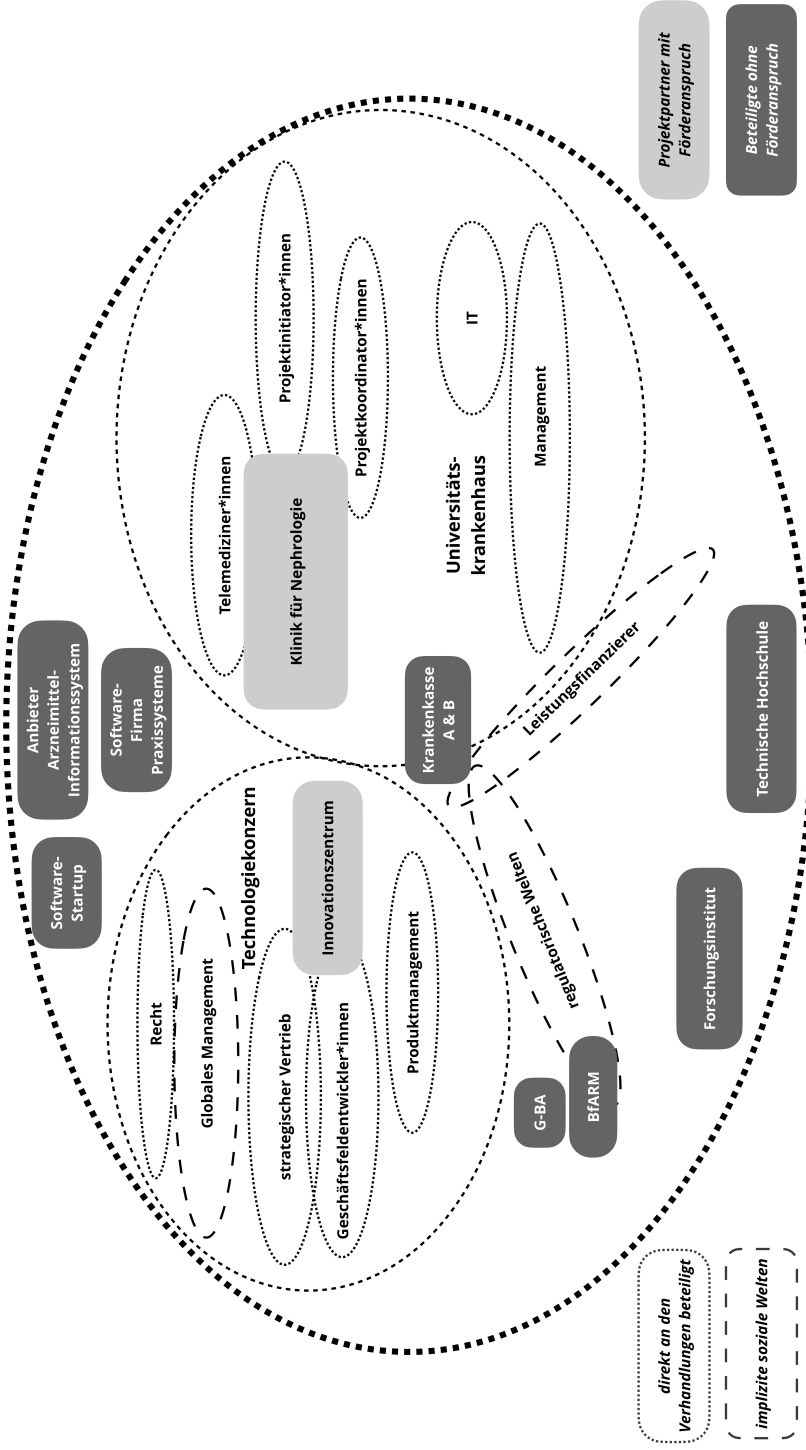 Software-
Startup
Anbieter
Arzneimittel-
Informationssystem
Software-
Firma
Praxissysteme
Recht
Globales Management
Technologiekonzern
strategischer Vertrieb
Innovationszentrum
Geschäftsfeldentwickler*innen
Produktmanagement
Telemediziner*innen
Projektinitiator*innen
Klinik für Nephrologie
Projektkoordinator*innen
Krankenkasse
A & B
Universitäts-
krankenhaus
IT
Management
G-BA
BfARM
regulatorische Welten
Leistungsfinanzierer
Forschungsinstitut
Technische Hochschule
direkt an den
Verhandlungen beteiligt
implizite soziale Welten
Projektpartner mit
Förderanspruch
Beteiligte ohne
Förderanspruch